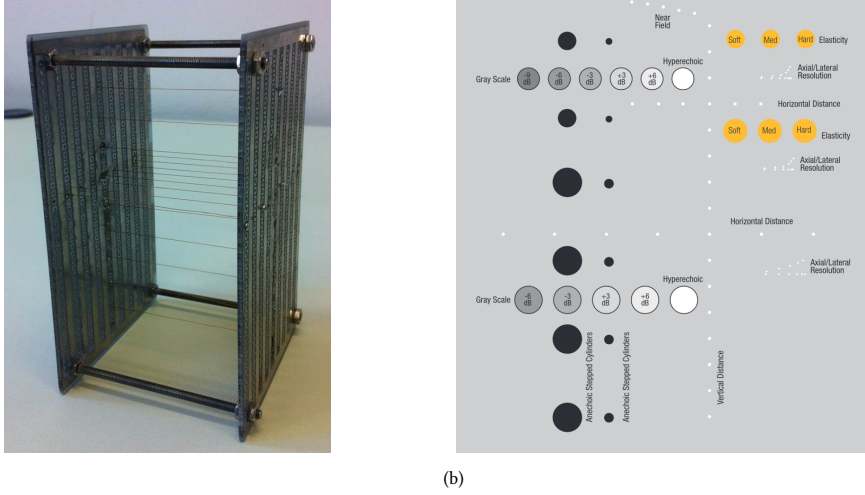 Near
Field
Soft Med Hard Elasticity
Hyperechoic
Axial/Lateral
Resolution
Gray Scale -9
dB -6
dB -3
dB +3
dB +6
dB
Horizontal Distance
Soft Med Hard Elasticity
Axial/Lateral
Resolution
Horizontal Distance
Axial/Lateral
Resolution
Hyperechoic
Gray Scale -6
dB -3
dB +3
dB +6
dB
Anechoic Stepped Cylinders
Anechoic Stepped Cylinders
Vertical Distance
(b)